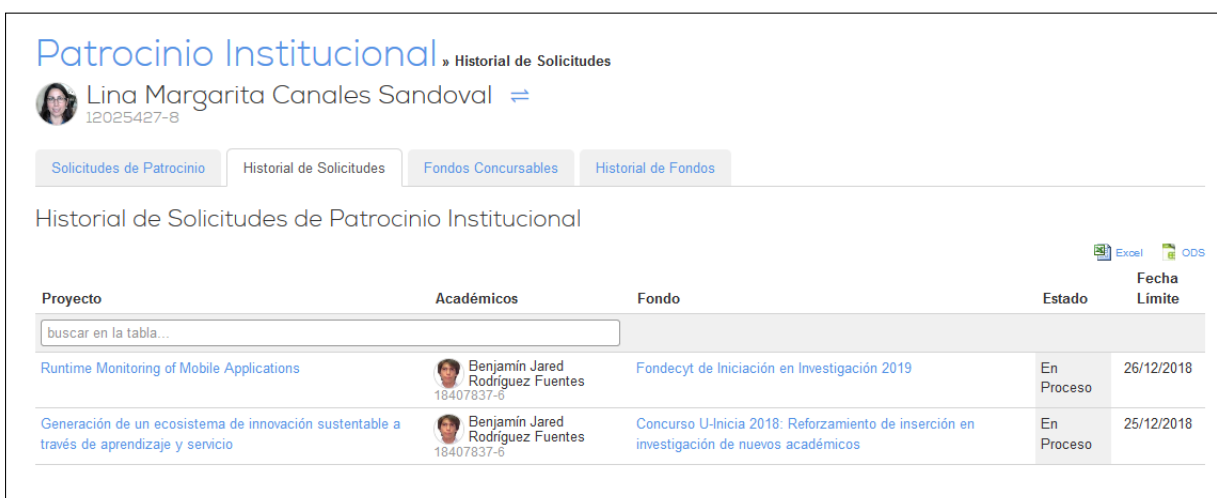 Patrocinio Institucional » Historial de Solicitudes
Lina Margarita Canales Sandoval ⇌
12025427-8
Solicitudes de Patrocinio Historial de Solicitudes Fondos Concursables Historial de Fondos
Historial de Solicitudes de Patrocinio Institucional
Excel ODS
Proyecto Académicos Fondo Estado Fecha
Límite
buscar en la tabla...
Runtime Monitoring of Mobile Applications
Benjamín Jared
Rodríguez Fuentes
18407837-6
Fondecyt de Iniciación en Investigación 2019
En
Proceso
26/12/2018
Generación de un ecosistema de innovación sustentable a
través de aprendizaje y servicio
Benjamín Jared
Rodríguez Fuentes
18407837-6
Concurso U-Inicia 2018: Reforzamiento de inserción en
investigación de nuevos académicos
En
Proceso
25/12/2018